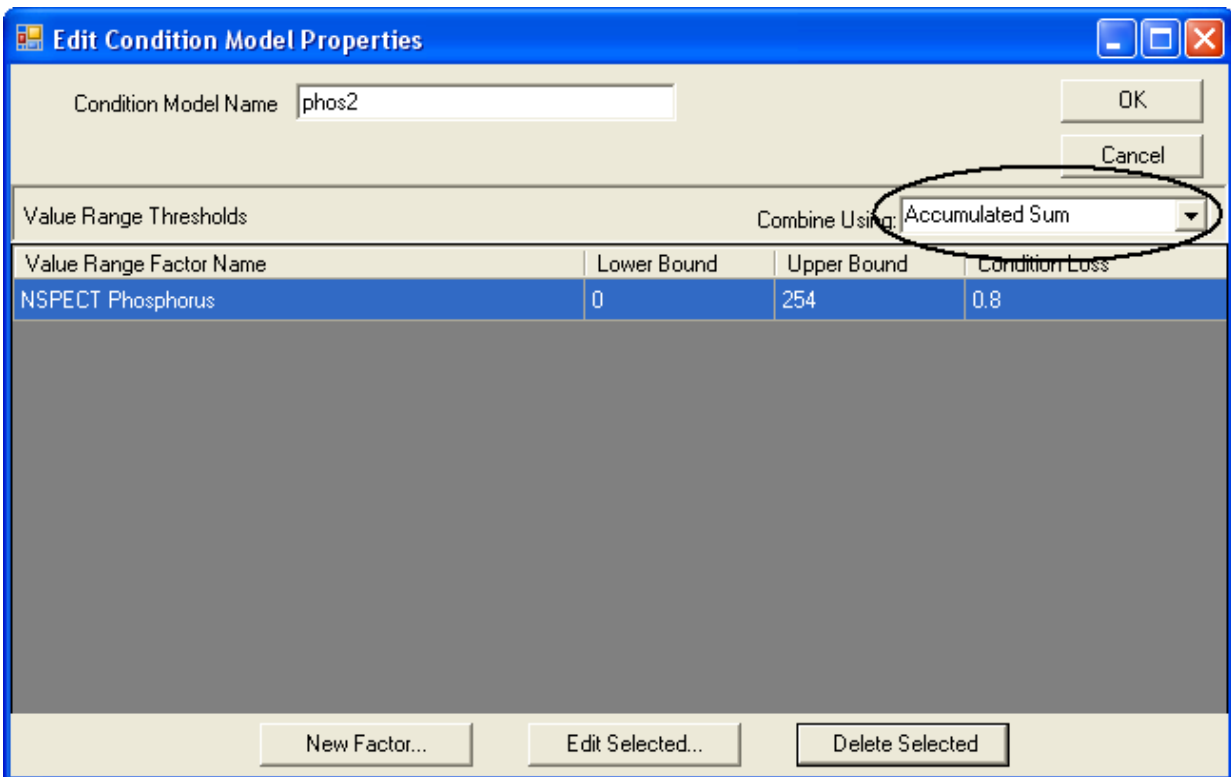 Edit Condition Model Properties
Condition Model Name phos2 OK
Cancel
Value Range Thresholds Combine Using: Accumulated Sum
Value Range Factor Name Lower Bound Upper Bound Condition Loss
NSPECT Phosphorus 0 254 0.8
New Factor... Edit Selected... Delete Selected